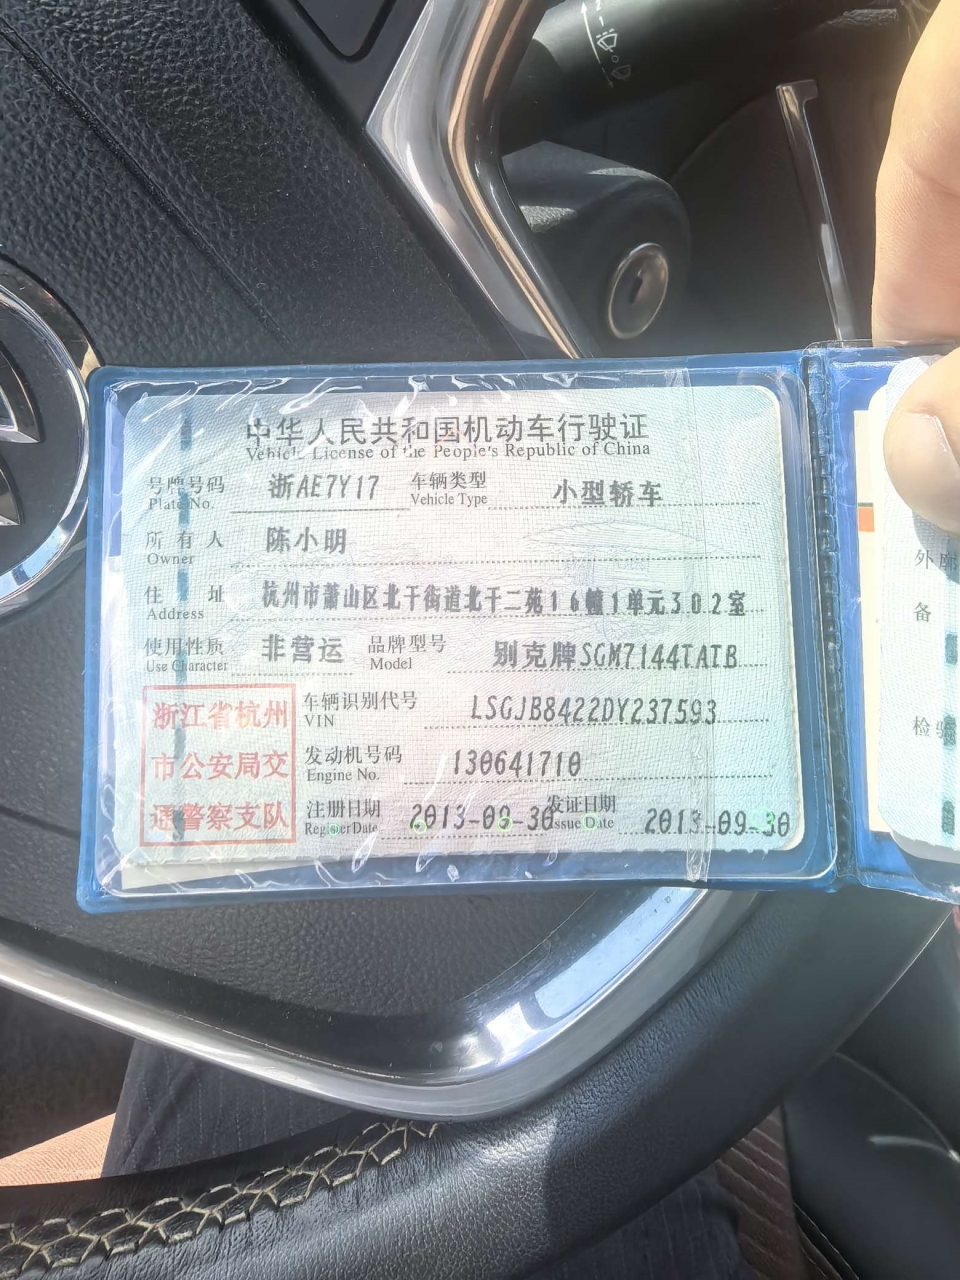 中华人民共和国机动车行驶证
Vehicle License of the People's Republic of China
号牌号码 浙AE7Y17 车辆类型 小型轿车
Plate No. Vehicle Type
所有人 陈小明
Owner
住址 杭州市萧山区北干街道北干二苑16幢1单元302室
Address
使用性质 非营运 品牌型号 别克牌SGM7144TATB
Use Character Model
浙江省杭州
市公安局交
通警察支队
车辆识别代号 LSGJB8422DY237593
VIN
发动机号码 130641710
Engine No.
注册日期 2013-09-30 发证日期 2013-09-30
Register Date Issue Date
外廓
备
检验